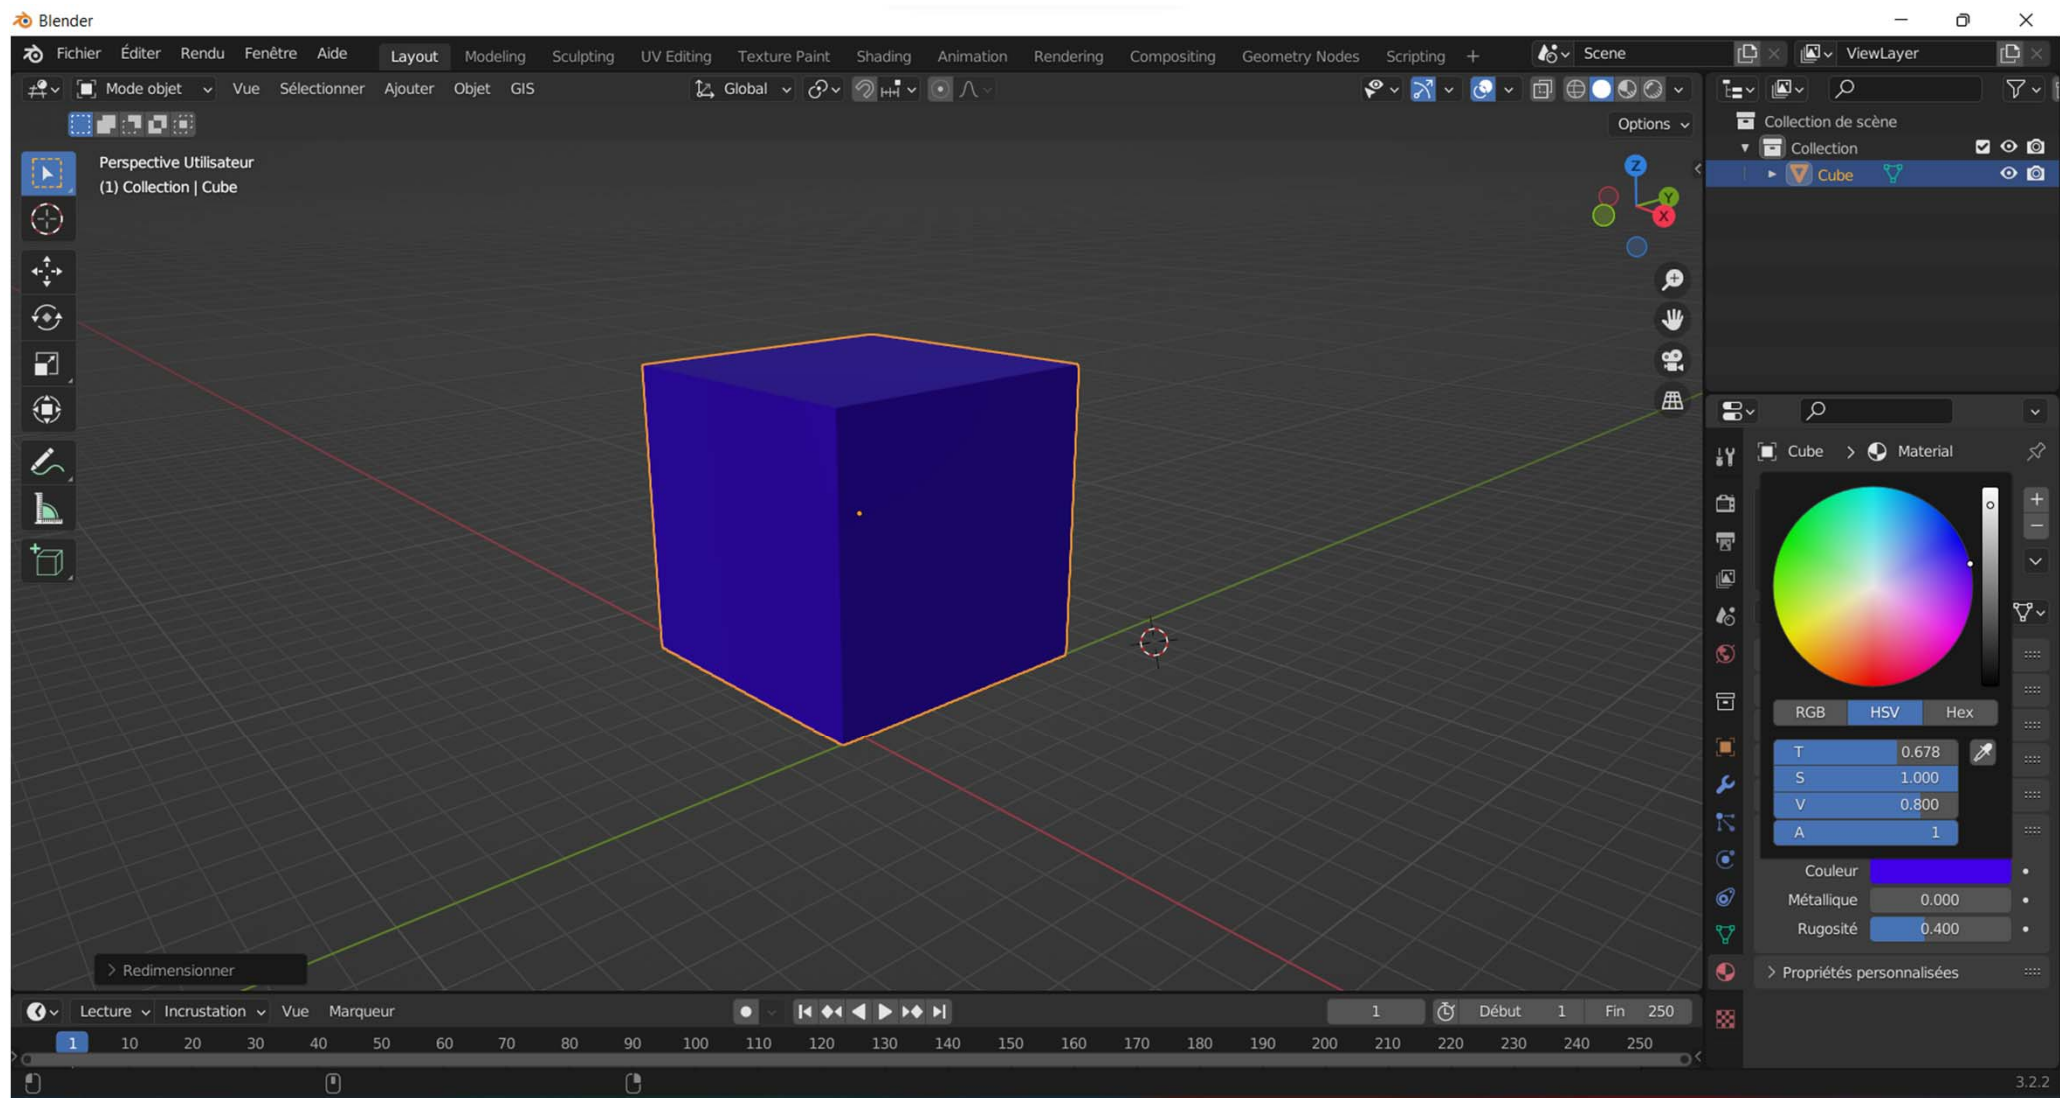 Blender
Fichier Éditer Rendu Fenêtre Aide Layout Modeling Sculpting UV Editing Texture Paint Shading Animation Rendering Compositing Geometry Nodes Scripting + Scene ViewLayer
Mode objet Vue Sélectionner Ajouter Objet GIS Global
Options
Perspective Utilisateur
(1) Collection | Cube
Z
Y
X
Collection de scène
Collection
Cube
Cube > Material
RGB HSV Hex
T 0.678
S 1.000
V 0.800
A 1
Couleur
Métallique 0.000
Rugosité 0.400
> Propriétés personnalisées
> Redimensionner
Lecture Incrustation Vue Marqueur 1 Début 1 Fin 250
1 10 20 30 40 50 60 70 80 90 100 110 120 130 140 150 160 170 180 190 200 210 220 230 240 250
3.2.2